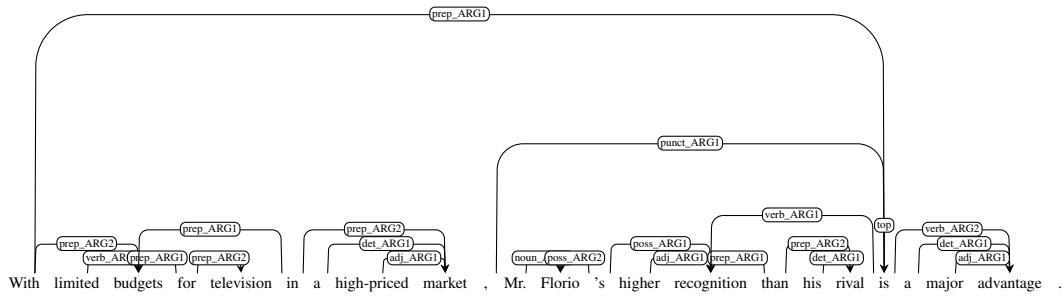 prep_ARG1
punct_ARG1
verb_ARG1
top
prep_ARG1 prep_ARG2 verb_ARG2
prep_ARG2 det_ARG1 poss_ARG1 prep_ARG2 det_ARG1
prep_ARG1 prep_ARG2 adj_ARG1 poss_ARG2 adj_ARG1 prep_ARG1 det_ARG1 adj_ARG1
With limited budgets for television in a high-priced market , Mr. Florio 's higher recognition than his rival is a major advantage .